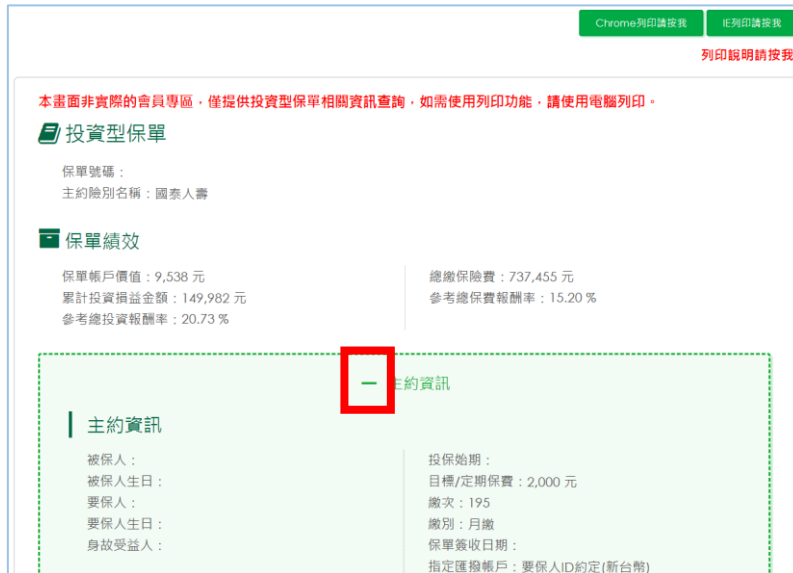 Chrome列印請按我
IE列印請按我
列印說明請按我
本畫面非實際的會員專區，僅提供投資型保單相關資訊查詢，如需使用列印功能，請使用電腦列印。
投資型保單
保單號碼：
主約險別名稱：國泰人壽
保單績效
保單帳戶價值：9,538 元
累計投資損益金額：149,982 元
參考總投資報酬率：20.73 %
總繳保險費：737,455 元
參考總保費報酬率：15.20 %
主約資訊
主約資訊
被保人：
被保人生日：
要保人：
要保人生日：
身故受益人：
投保始期：
目標/定期保費：2,000 元
繳次：195
繳別：月繳
保單簽收日期：
指定匯撥帳戶：要保人ID約定(新台幣)